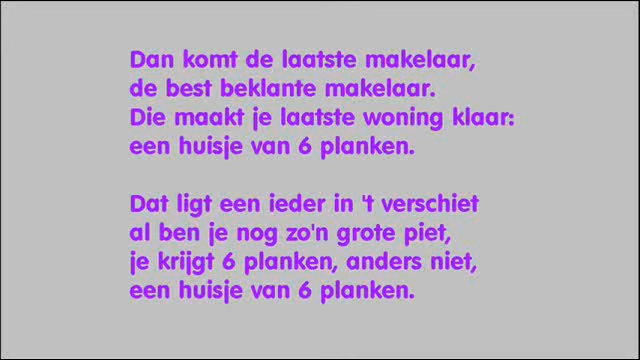 Dan komt de laatste makelaar,
de best beklante makelaar.
Die maakt je laatste woning klaar:
een huisje van 6 planken.
Dat ligt een ieder in 't verschiet
al ben je nog zo'n grote piet,
je krijgt 6 planken, anders niet,
een huisje van 6 planken.